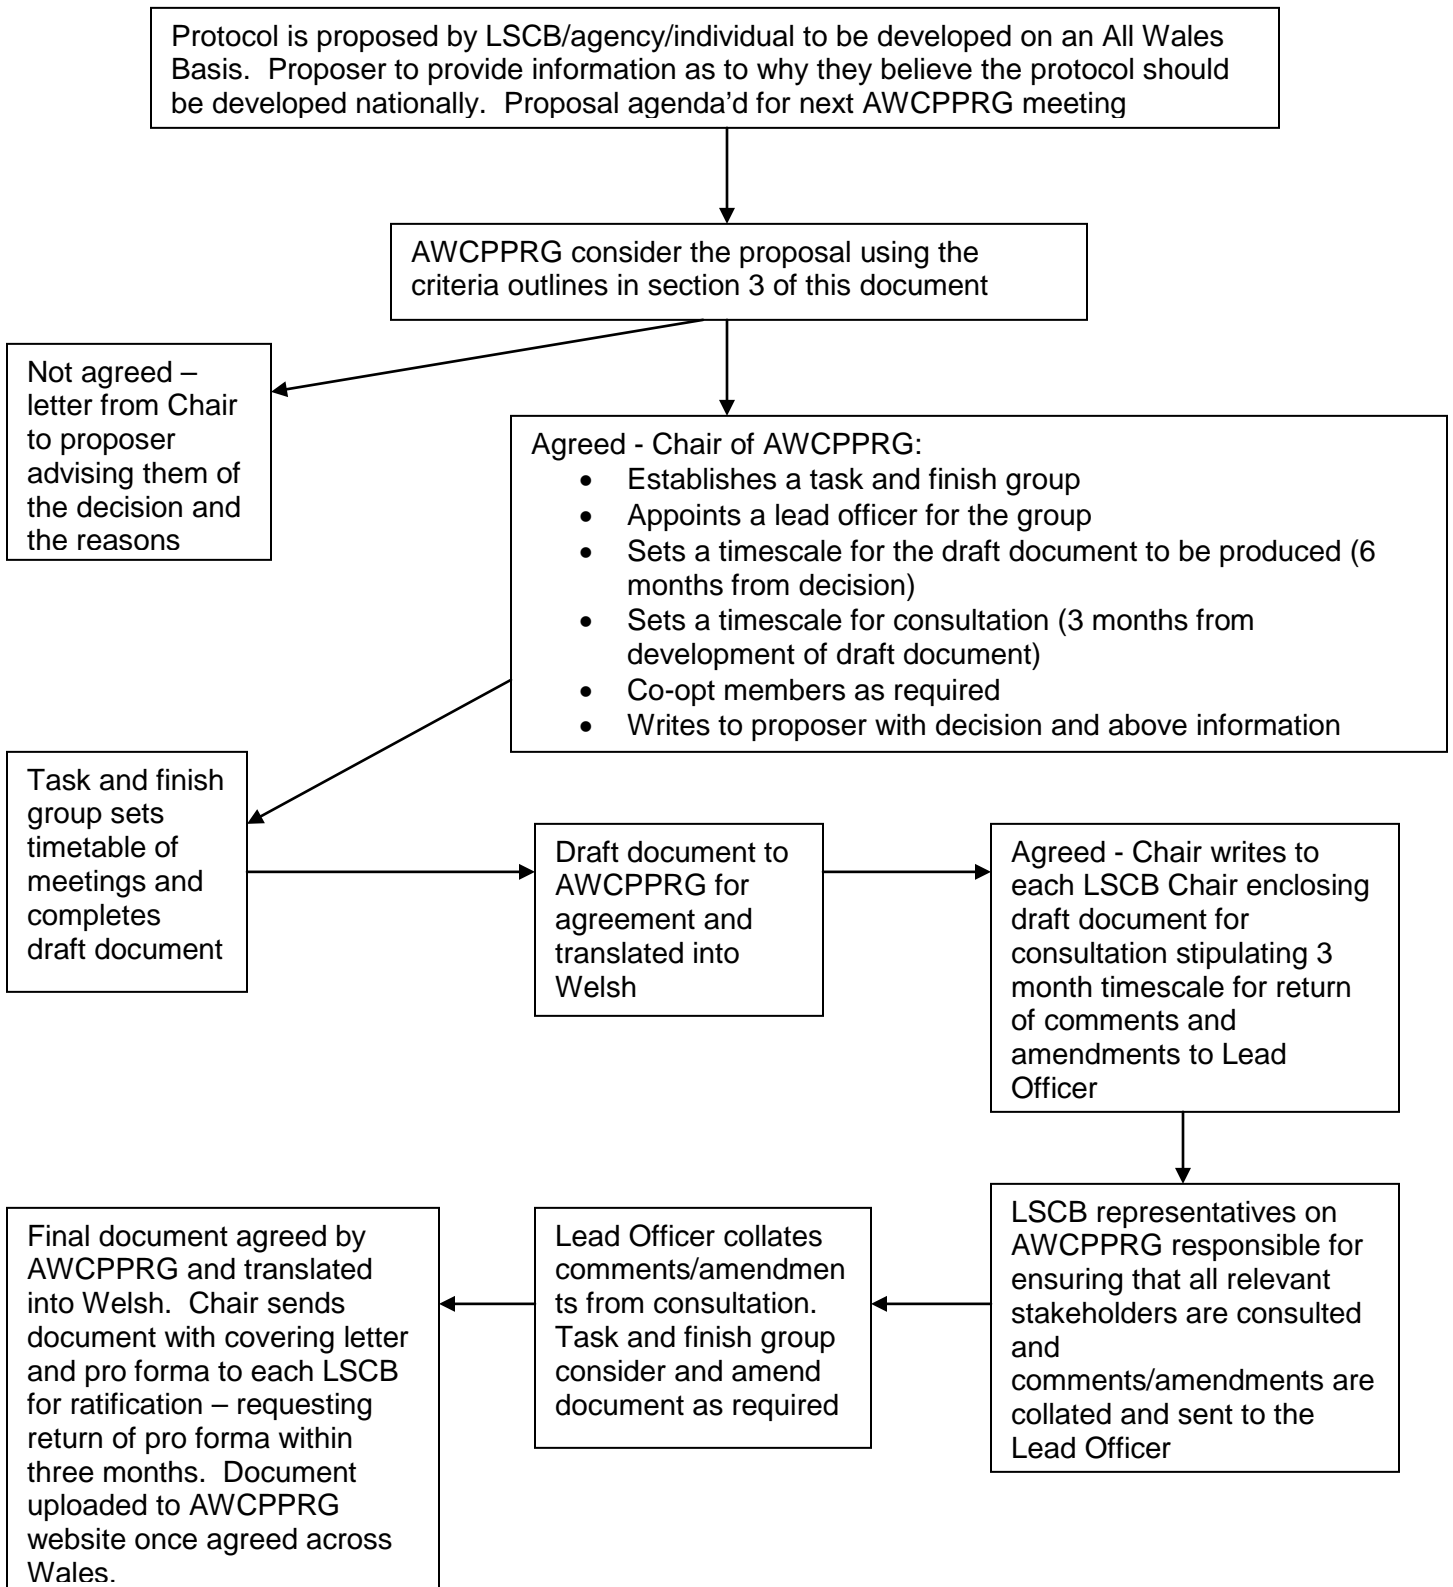 Protocol is proposed by LSCB/agency/individual to be developed on an All Wales
Basis.  Proposer to provide information as to why they believe the protocol should
be developed nationally.  Proposal agenda'd for next AWCPPRG meeting
AWCPPRG consider the proposal using the
criteria outlines in section 3 of this document
Not agreed –
letter from Chair
to proposer
advising them of
the decision and
the reasons
Agreed - Chair of AWCPPRG:
• Establishes a task and finish group
• Appoints a lead officer for the group
• Sets a timescale for the draft document to be produced (6
months from decision)
• Sets a timescale for consultation (3 months from
development of draft document)
• Co-opt members as required
• Writes to proposer with decision and above information
Task and finish
group sets
timetable of
meetings and
completes
draft document
Draft document to
AWCPPRG for
agreement and
translated into
Welsh
Agreed - Chair writes to
each LSCB Chair enclosing
draft document for
consultation stipulating 3
month timescale for return
of comments and
amendments to Lead
Officer
LSCB representatives on
AWCPPRG responsible for
ensuring that all relevant
stakeholders are consulted
and
comments/amendments are
collated and sent to the
Lead Officer
Lead Officer collates
comments/amendmen
ts from consultation.
Task and finish group
consider and amend
document as required
Final document agreed by
AWCPPRG and translated
into Welsh.  Chair sends
document with covering letter
and pro forma to each LSCB
for ratification – requesting
return of pro forma within
three months.  Document
uploaded to AWCPPRG
website once agreed across
Wales.